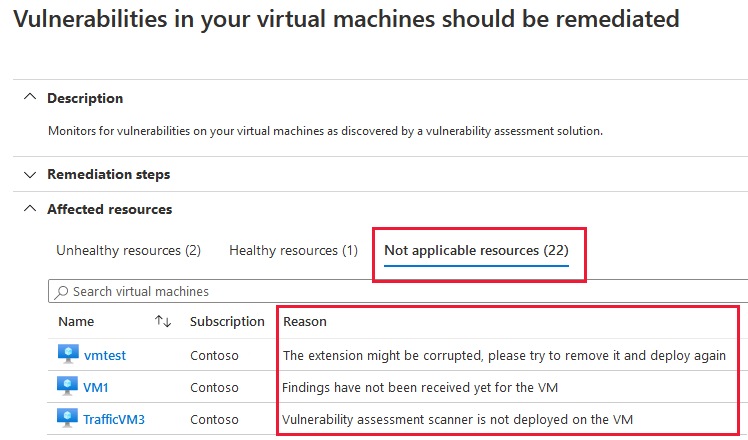 Vulnerabilities in your virtual machines should be remediated
Description
Monitors for vulnerabilities on your virtual machines as discovered by a vulnerability assessment solution.
Remediation steps
Affected resources
Unhealthy resources (2) Healthy resources (1) Not applicable resources (22)
Search virtual machines
Name Subscription Reason
vmtest Contoso The extension might be corrupted, please try to remove it and deploy again
VM1 Contoso Findings have not been received yet for the VM
TrafficVM3 Contoso Vulnerability assessment scanner is not deployed on the VM